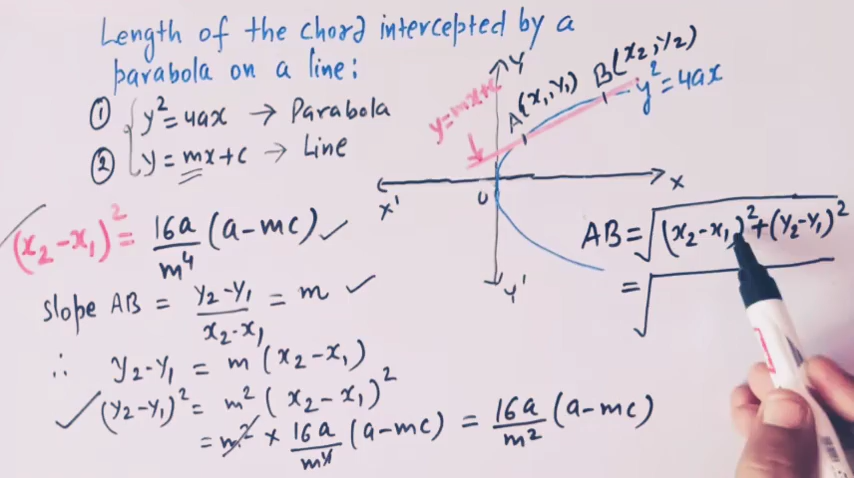 Length of the chord intercepted by a
parabola on a line:
① y²=4ax → Parabola
② y=mx+c → Line
(x₂-x₁)² = 16a/m⁴ (a-mc) ✓
slope AB = y₂-y₁/x₂-x₁ = m ✓
∴ y₂-y₁ = m (x₂-x₁)
✓ (y₂-y₁)² = m² (x₂-x₁)²
= m² × 16a/m⁴ (a-mc) = 16a/m² (a-mc)
Y
B(x₂,y₂)
A(x₁,y₁)
y²=4ax
y=mx+c
X'
O
X
Y'
AB = √(x₂-x₁)²+(y₂-y₁)²
= √